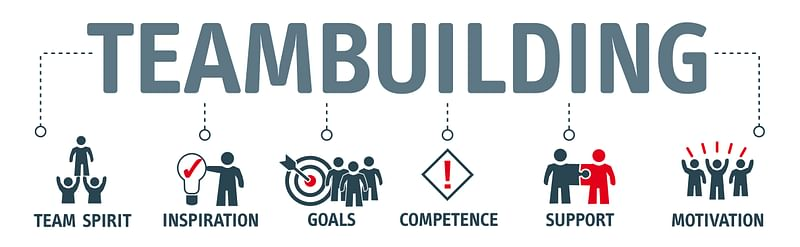 TEAMBUILDING
TEAM SPIRIT
INSPIRATION
GOALS
COMPETENCE
SUPPORT
MOTIVATION